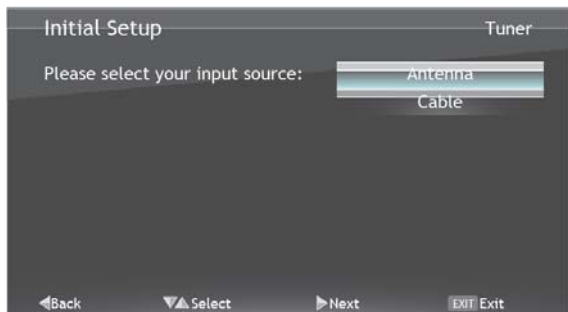 Initial Setup Tuner
Please select your input source: Antenna
Cable
Back Select Next EXIT Exit